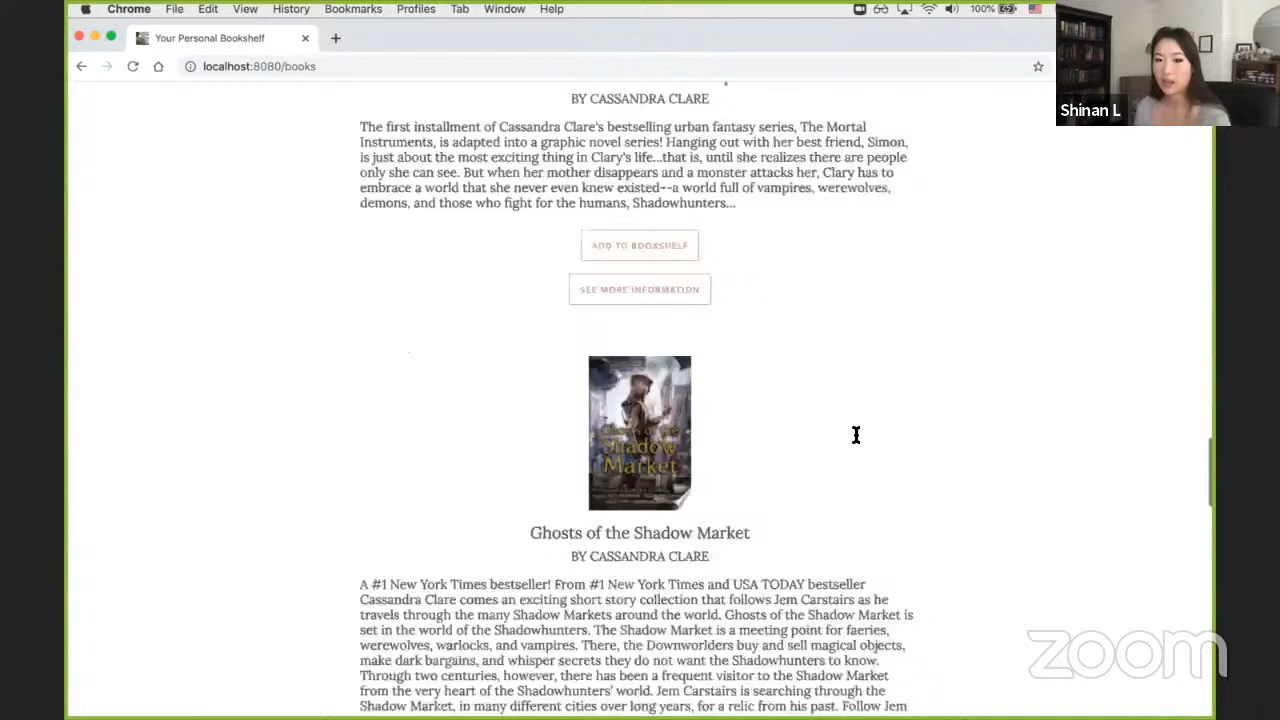 Chrome File Edit View History Bookmarks Profiles Tab Window Help 100%
Your Personal Bookshelf
localhost:8080/books
Shinan L
BY CASSANDRA CLARE
The first installment of Cassandra Clare's bestselling urban fantasy series, The Mortal
Instruments, is adapted into a graphic novel series! Hanging out with her best friend, Simon,
is just about the most exciting thing in Clary's life...that is, until she realizes there are people
only she can see. But when her mother disappears and a monster attacks her, Clary has to
embrace a world that she never even knew existed--a world full of vampires, werewolves,
demons, and those who fight for the humans, Shadowhunters...
ADD TO BOOKSHELF
SEE MORE INFORMATION
Ghosts of the
Shadow
Market
Ghosts of the Shadow Market
BY CASSANDRA CLARE
A #1 New York Times bestseller! From #1 New York Times and USA TODAY bestseller
Cassandra Clare comes an exciting short story collection that follows Jem Carstairs as he
travels through the many Shadow Markets around the world. Ghosts of the Shadow Market is
set in the world of the Shadowhunters. The Shadow Market is a meeting point for faeries,
werewolves, warlocks, and vampires. There, the Downworlders buy and sell magical objects,
make dark bargains, and whisper secrets they do not want the Shadowhunters to know.
Through two centuries, however, there has been a frequent visitor to the Shadow Market
from the very heart of the Shadowhunters' world. Jem Carstairs is searching through the
Shadow Market, in many different cities over long years, for a relic from his past. Follow Jem
zoom